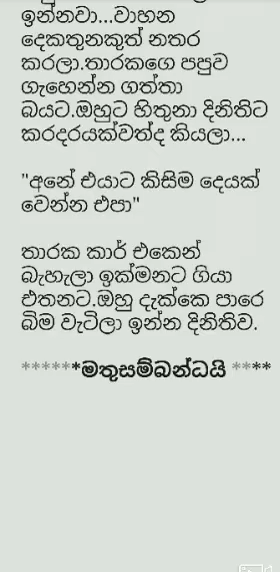 ඉන්නවා...වාහන
දෙකතුනකුත් නතර
කරලා.තාරකගෙ පපුව
ගැහෙන්න ගත්තා
බයට.ඔහුට හිතුනා දිනිතිට
කරදරයක්වත්ද කියලා...
"අනේ එයාට කිසිම දෙයක්
වෙන්න එපා"
තාරක කාර් එකෙන්
බැහැලා ඉක්මනට ගියා
එතනට.ඔහු දැක්කෙ පාරෙ
බිම වැටිලා ඉන්න දිනිතිව.
******මතුසම්බන්ධයි ****